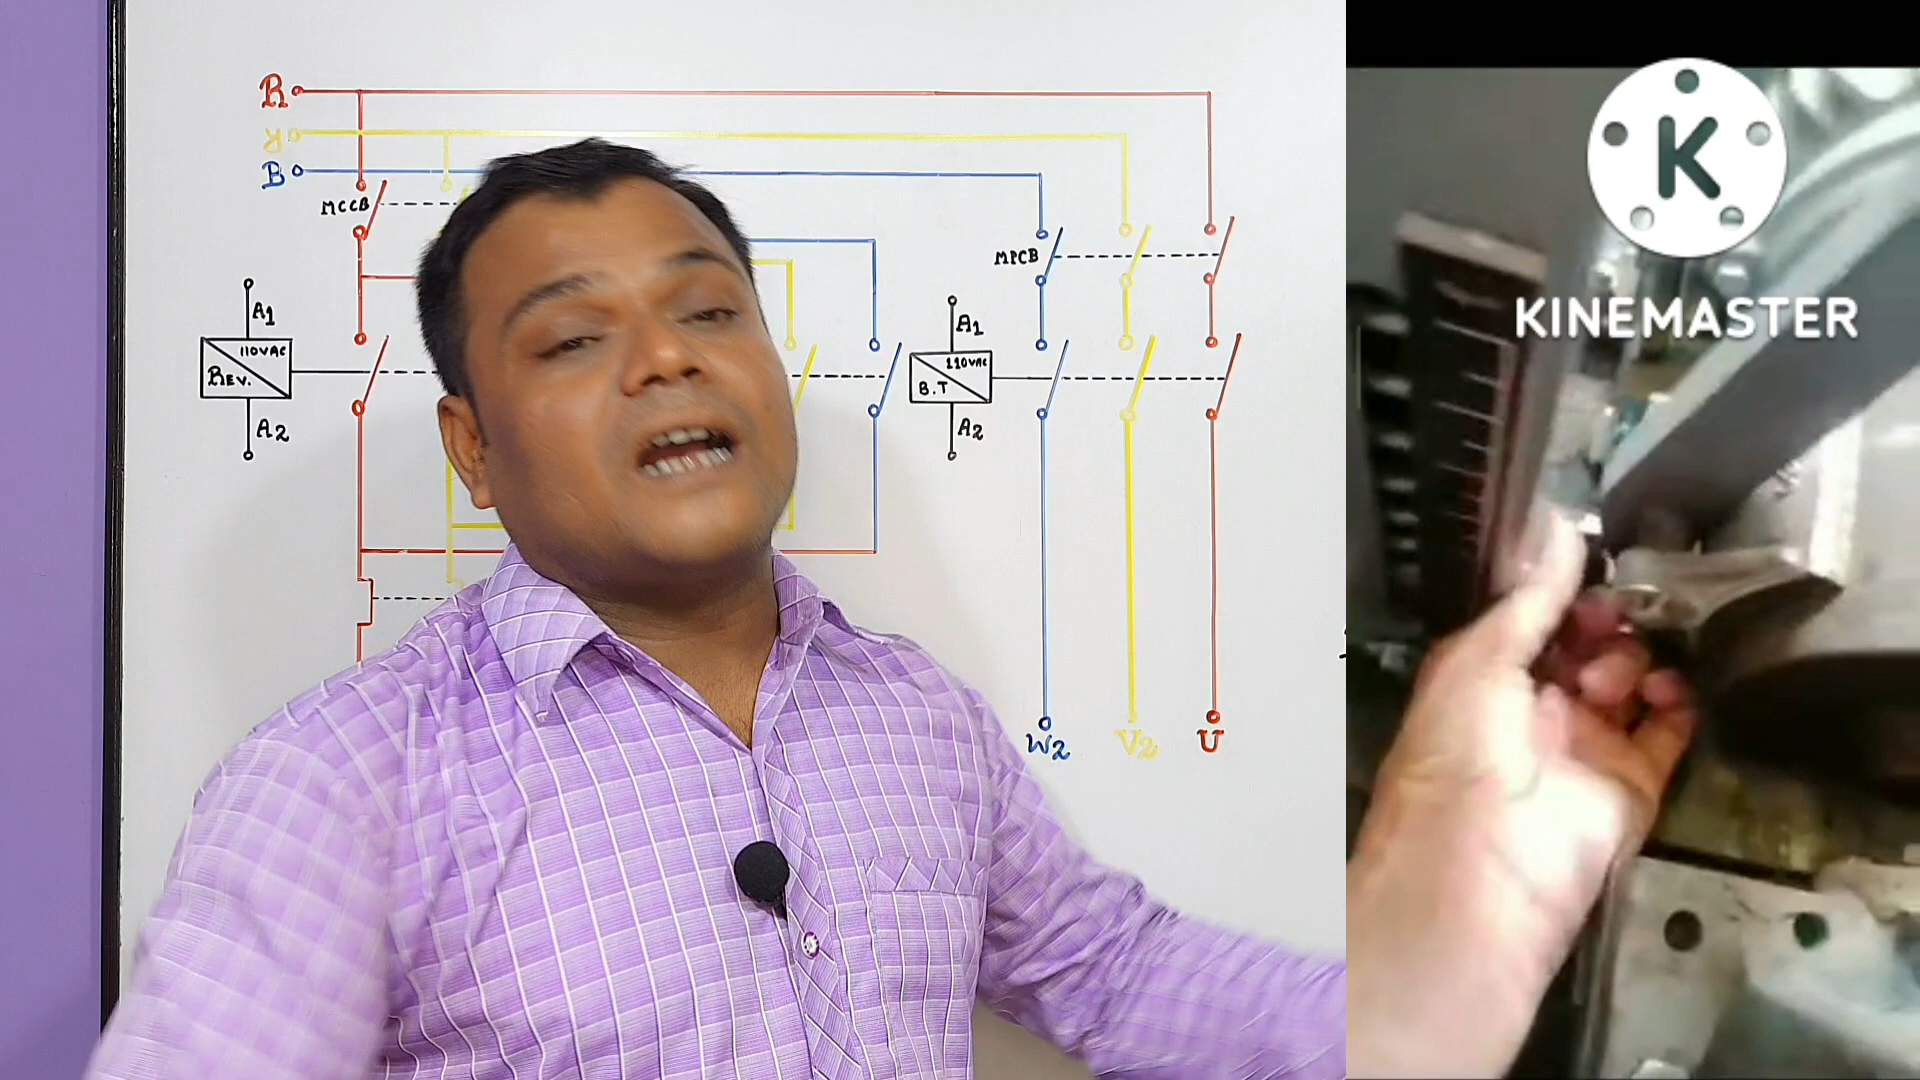 R
Y
B
MCCB
MPCB
A1
110VAC
REV.
A2
A1
110VAC
B.T
A2
W2
V2
U
K
KINEMASTER